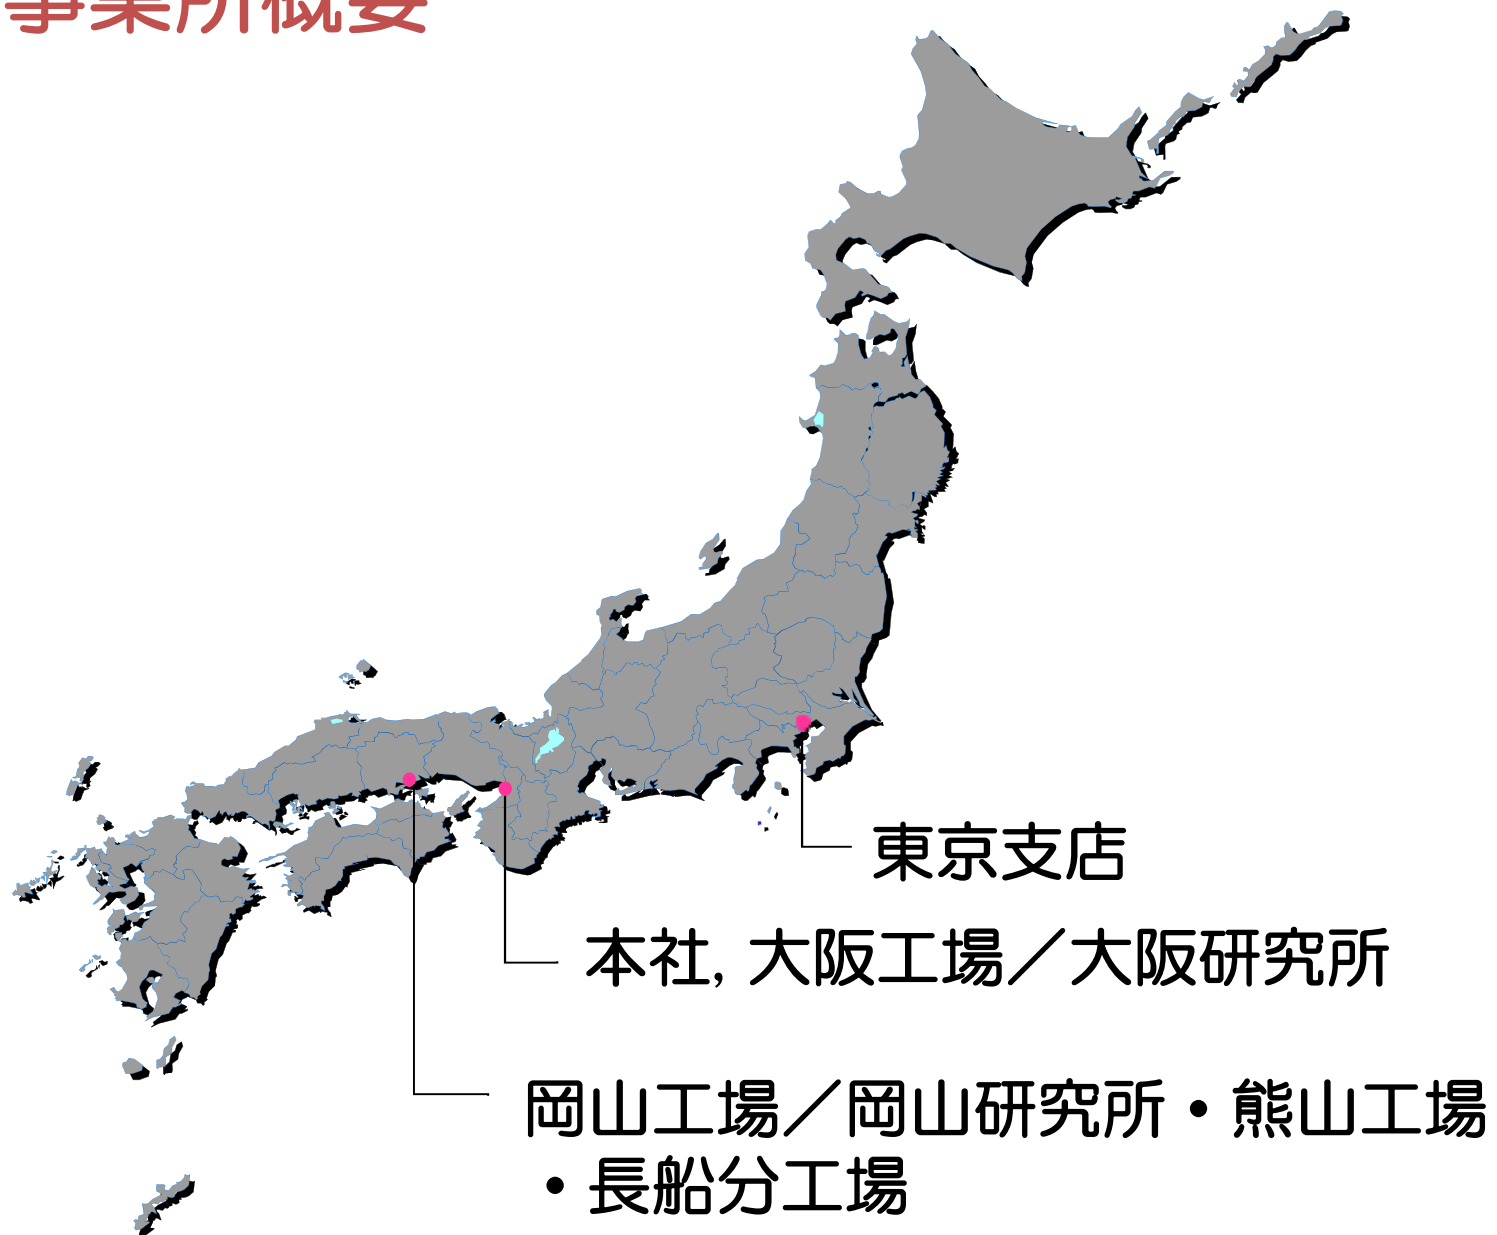 事業所概要
東京支店
本社, 大阪工場／大阪研究所
岡山工場／岡山研究所・熊山工場
・長船分工場